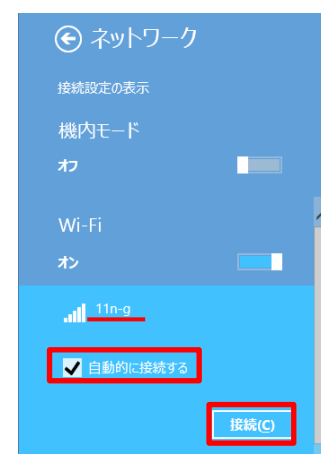 ネットワーク
接続設定の表示
機内モード
オフ
Wi-Fi
オン
11n-g
自動的に接続する
接続(C)